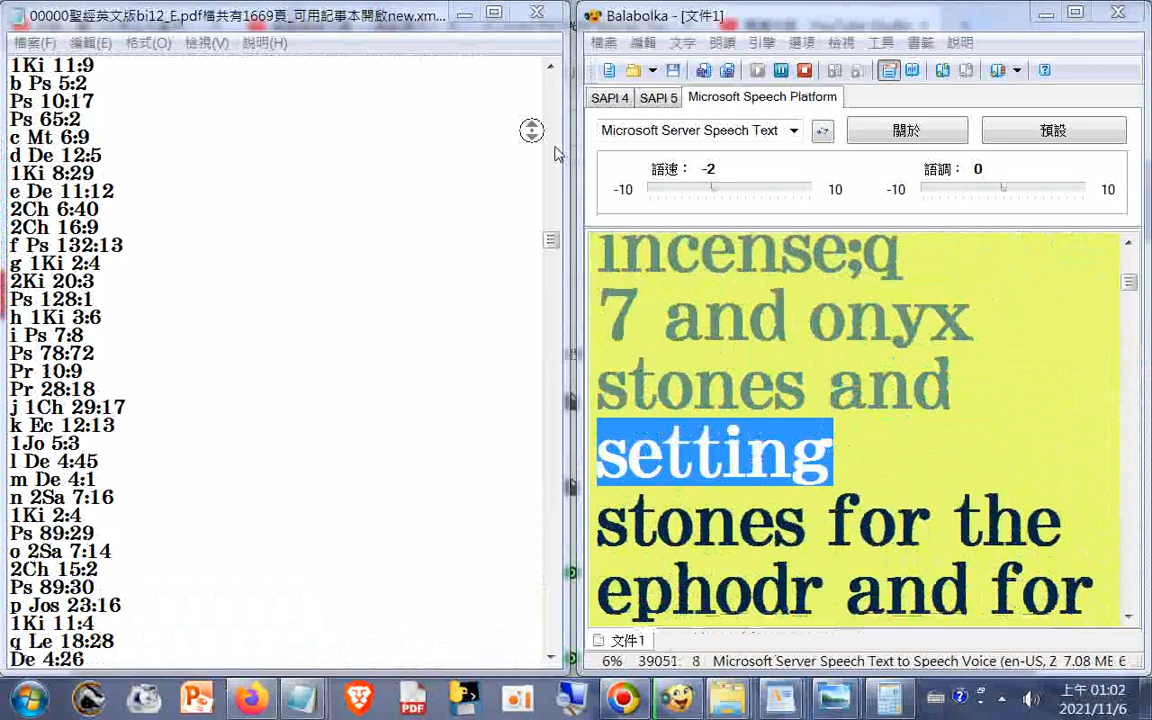 00000聖經英文版bi12_E.pdf檔共有1669頁_可用記事本開啟new.xm...
檔案(F) 編輯(E) 格式(O) 檢視(V) 說明(H)
1Ki 11:9
b Ps 5:2
Ps 10:17
Ps 65:2
c Mt 6:9
d De 12:5
1Ki 8:29
e De 11:12
2Ch 6:40
2Ch 16:9
f Ps 132:13
g 1Ki 2:4
2Ki 20:3
Ps 128:1
h 1Ki 3:6
i Ps 7:8
Ps 78:72
Pr 10:9
Pr 28:18
j 1Ch 29:17
k Ec 12:13
1Jo 5:3
l De 4:45
m De 4:1
n 2Sa 7:16
1Ki 2:4
Ps 89:29
o 2Sa 7:14
2Ch 15:2
Ps 89:30
p Jos 23:16
1Ki 11:4
q Le 18:28
De 4:26
Balabolka - [文件1]
檔案 編輯 文字 朗讀 引擎 選項 檢視 工具 書籤 說明
SAPI 4 SAPI 5 Microsoft Speech Platform
Microsoft Server Speech Text 關於 預設
語速： -2 語調： 0
-10 10 -10 10
incense;q
7 and onyx
stones and
setting
stones for the
ephodr and for
文件1
6% 39051: 8 Microsoft Server Speech Text to Speech Voice (en-US, Z 7.08 MB 6
PDF
上午 01:02
2021/11/6